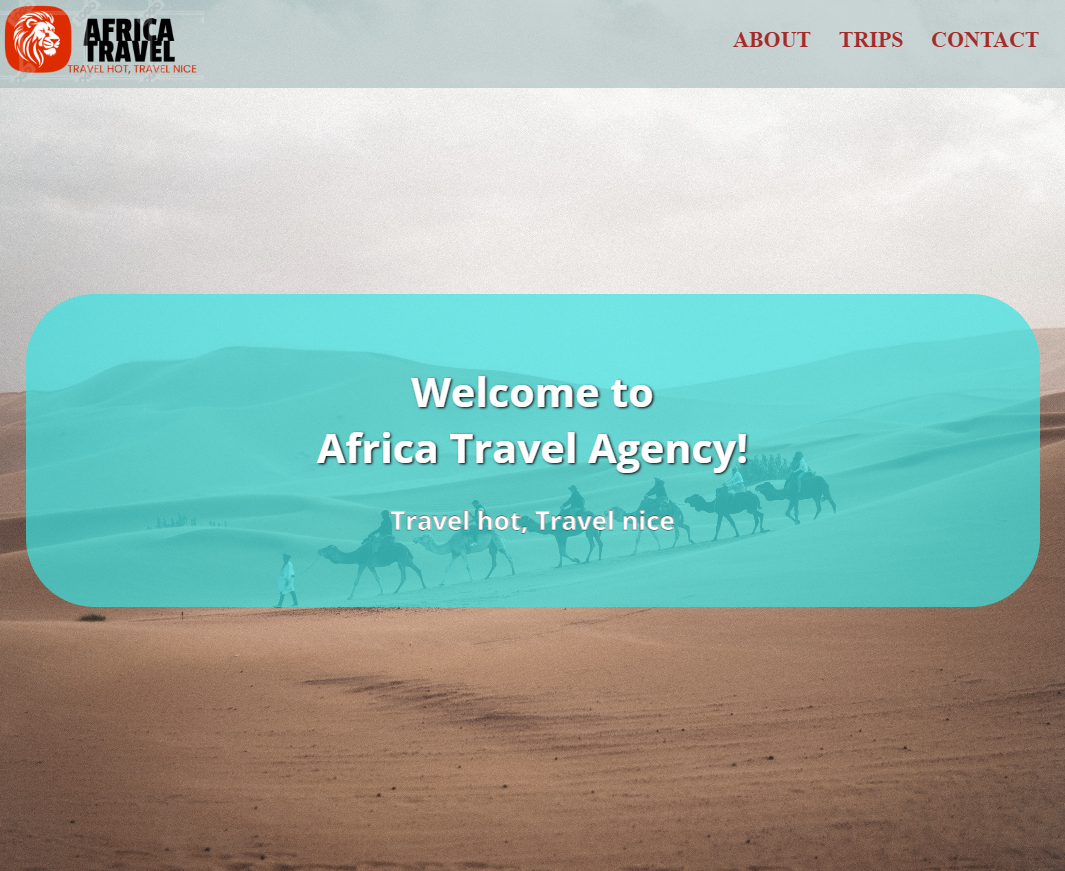 AFRICA
TRAVEL
TRAVEL HOT, TRAVEL NICE
ABOUT TRIPS CONTACT
Welcome to
Africa Travel Agency!
Travel hot, Travel nice